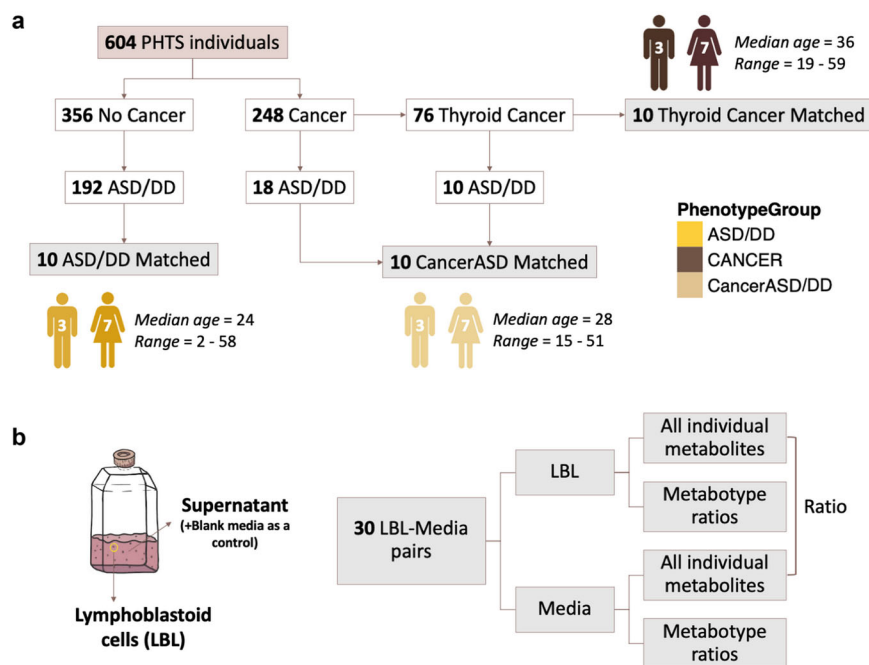 a
604 PHTS individuals
356 No Cancer
248 Cancer
76 Thyroid Cancer
3
7
Median age = 36
Range = 19 - 59
10 Thyroid Cancer Matched
192 ASD/DD
18 ASD/DD
10 ASD/DD
10 ASD/DD Matched
10 CancerASD Matched
3
7
Median age = 24
Range = 2 - 58
3
7
Median age = 28
Range = 15 - 51
PhenotypeGroup
ASD/DD
CANCER
CancerASD/DD
b
Supernatant
(+Blank media as a
control)
Lymphoblastoid
cells (LBL)
30 LBL-Media
pairs
LBL
Media
All individual
metabolites
Metabotype
ratios
All individual
metabolites
Metabotype
ratios
Ratio